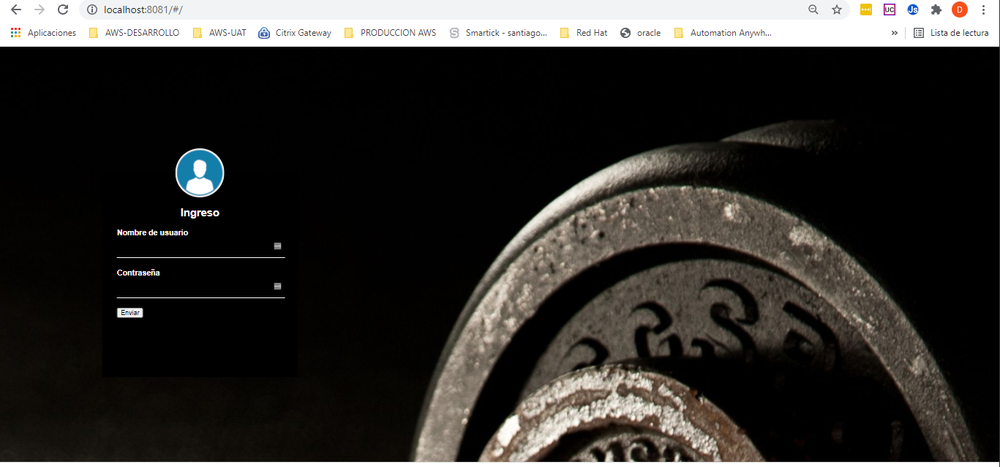 localhost:8081/#/
UC
Js
D
Aplicaciones AWS-DESARROLLO AWS-UAT Citrix Gateway PRODUCCION AWS Smartick - santiago... Red Hat oracle Automation Anywh... » Lista de lectura
Ingreso
Nombre de usuario
Contraseña
Enviar